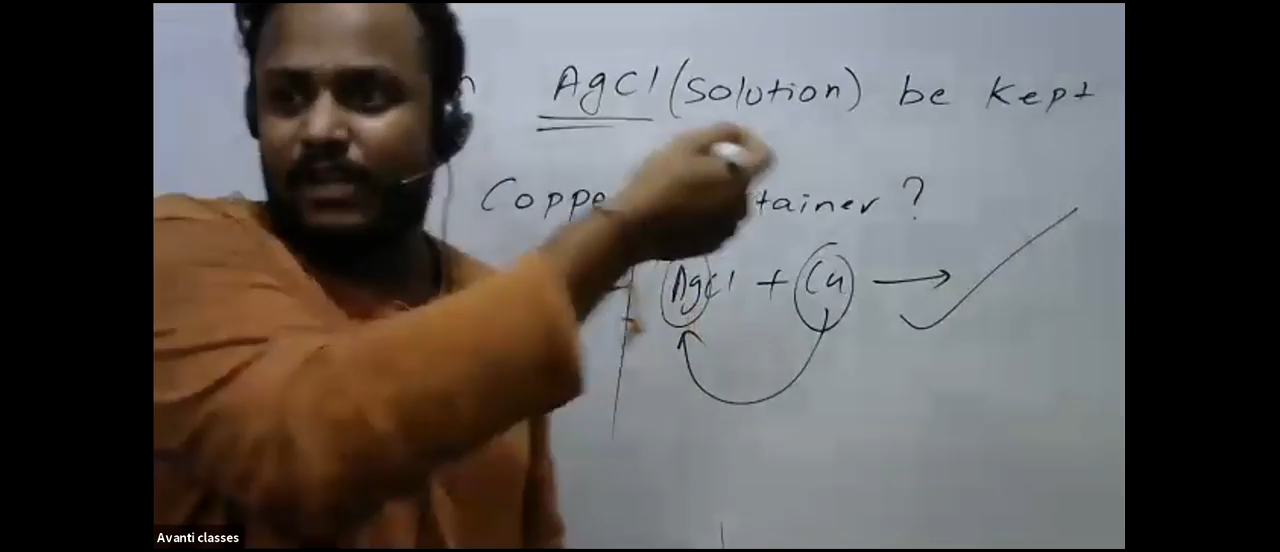 AgCl (solution) be kept
Coppe tainer ?
AgCl + Cu →
Avanti classes